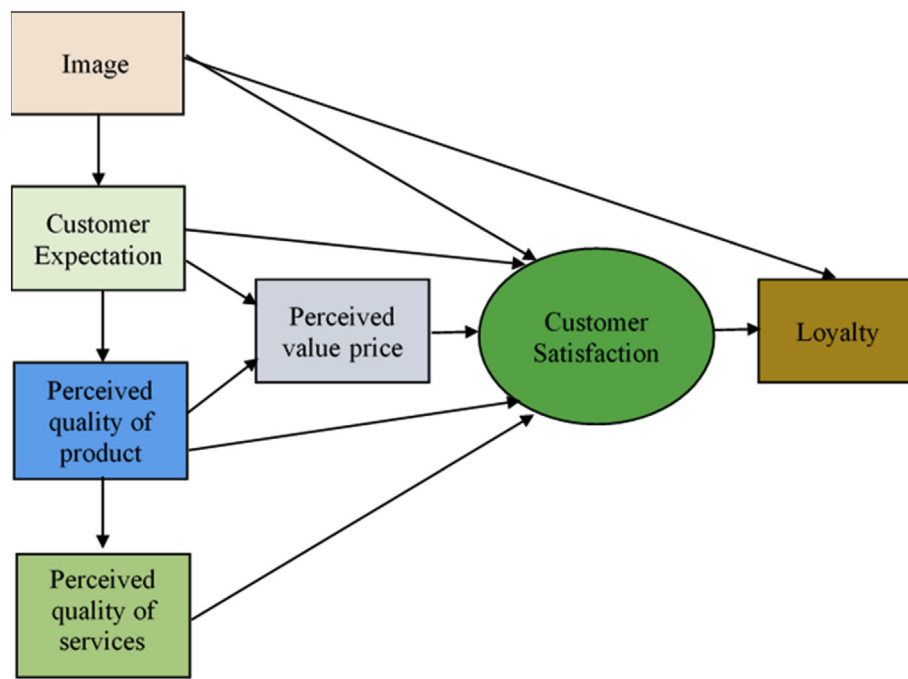 Image
Customer
Expectation
Perceived
value price
Customer
Satisfaction
Loyalty
Perceived
quality of
product
Perceived
quality of
services